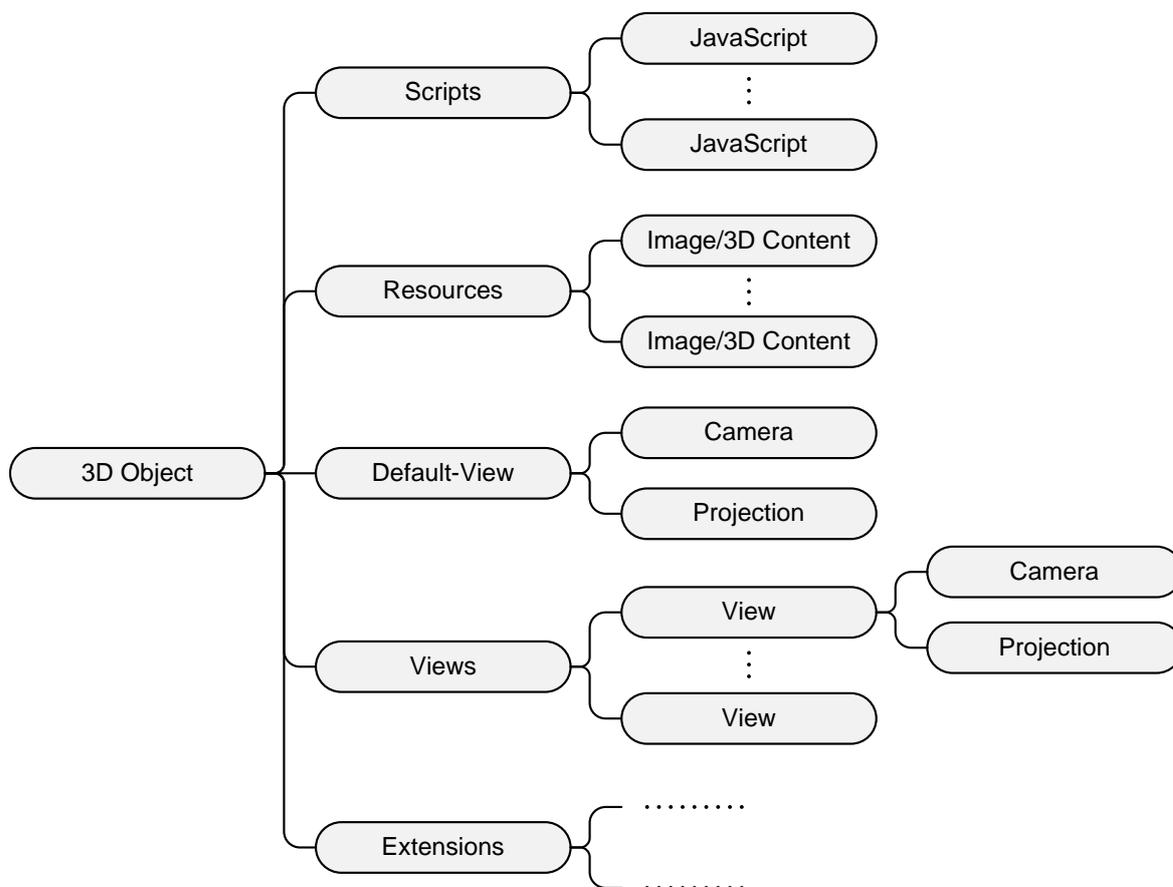 JavaScript
Scripts
JavaScript
Image/3D Content
Resources
Image/3D Content
Camera
3D Object
Default-View
Projection
Camera
View
Projection
Views
View
Extensions